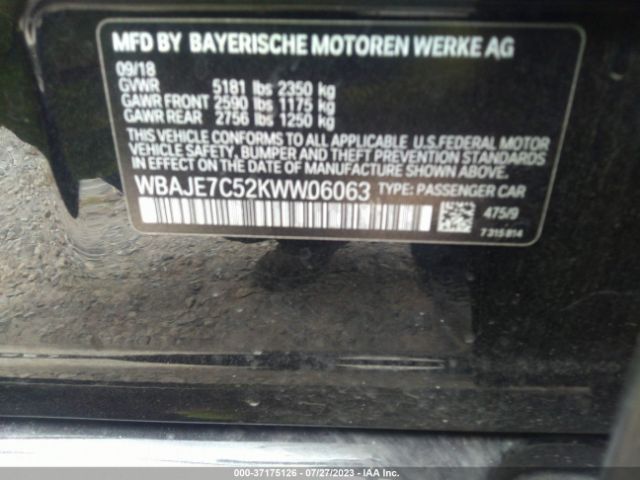 MFD BY BAYERISCHE MOTOREN WERKE AG
09/18
GVWR 5181 lbs 2350 kg
GAWR FRONT 2590 lbs 1175 kg
GAWR REAR 2756 lbs 1250 kg
THIS VEHICLE CONFORMS TO ALL APPLICABLE U.S.FEDERAL MOTOR
VEHICLE SAFETY, BUMPER AND THEFT PREVENTION STANDARDS IN
EFFECT ON THE DATE OF MANUFACTURE SHOWN ABOVE.
WBAJE7C52KWW06063 TYPE: PASSENGER CAR
475/9
7 315 814
000-37175126 - 07/27/2023 - IAA Inc.